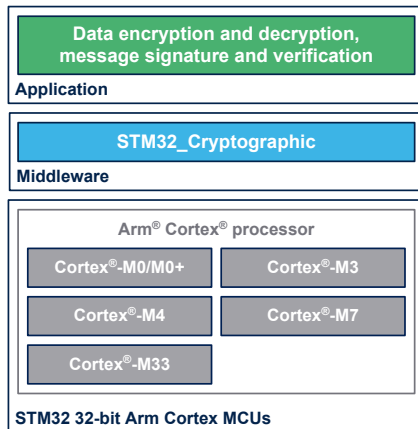 Data encryption and decryption,
message signature and verification
Application
STM32_Cryptographic
Middleware
Arm® Cortex® processor
Cortex®-M0/M0+
Cortex®-M3
Cortex®-M4
Cortex®-M7
Cortex®-M33
STM32 32-bit Arm Cortex MCUs